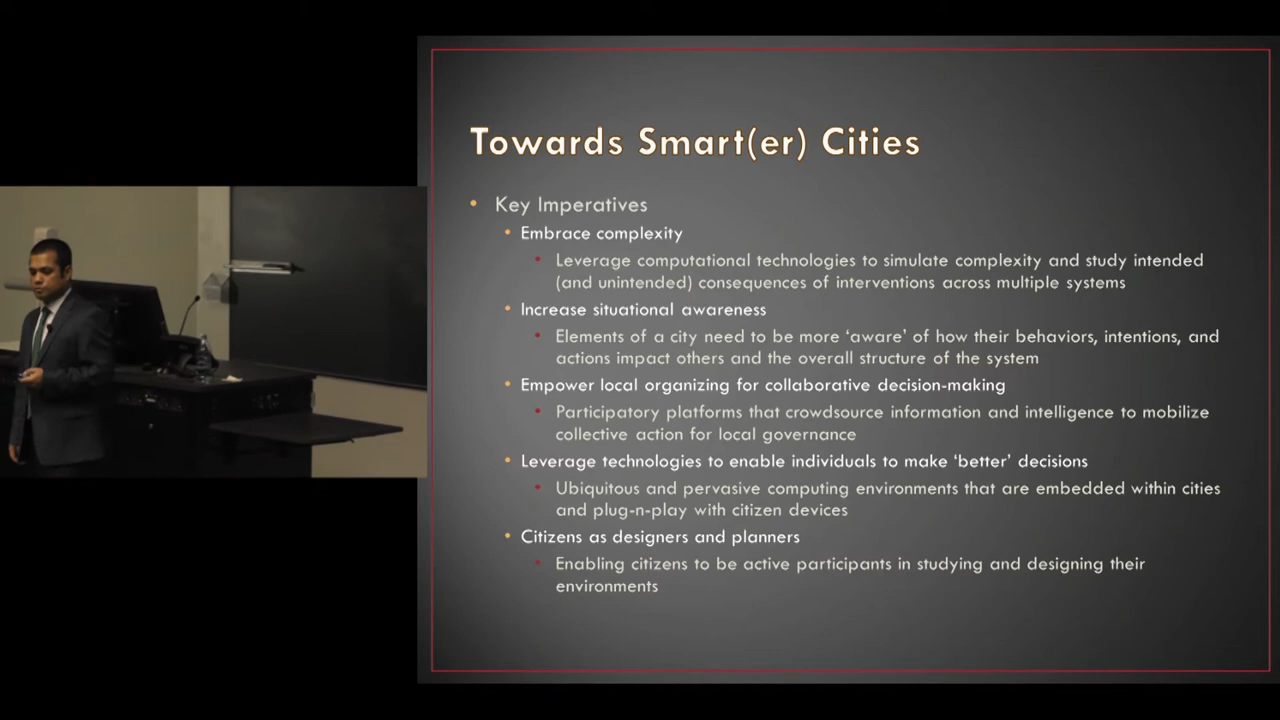 Towards Smart(er) Cities
• Key Imperatives
• Embrace complexity
• Leverage computational technologies to simulate complexity and study intended
(and unintended) consequences of interventions across multiple systems
• Increase situational awareness
• Elements of a city need to be more ‘aware’ of how their behaviors, intentions, and
actions impact others and the overall structure of the system
• Empower local organizing for collaborative decision-making
• Participatory platforms that crowdsource information and intelligence to mobilize
collective action for local governance
• Leverage technologies to enable individuals to make ‘better’ decisions
• Ubiquitous and pervasive computing environments that are embedded within cities
and plug-n-play with citizen devices
• Citizens as designers and planners
• Enabling citizens to be active participants in studying and designing their
environments